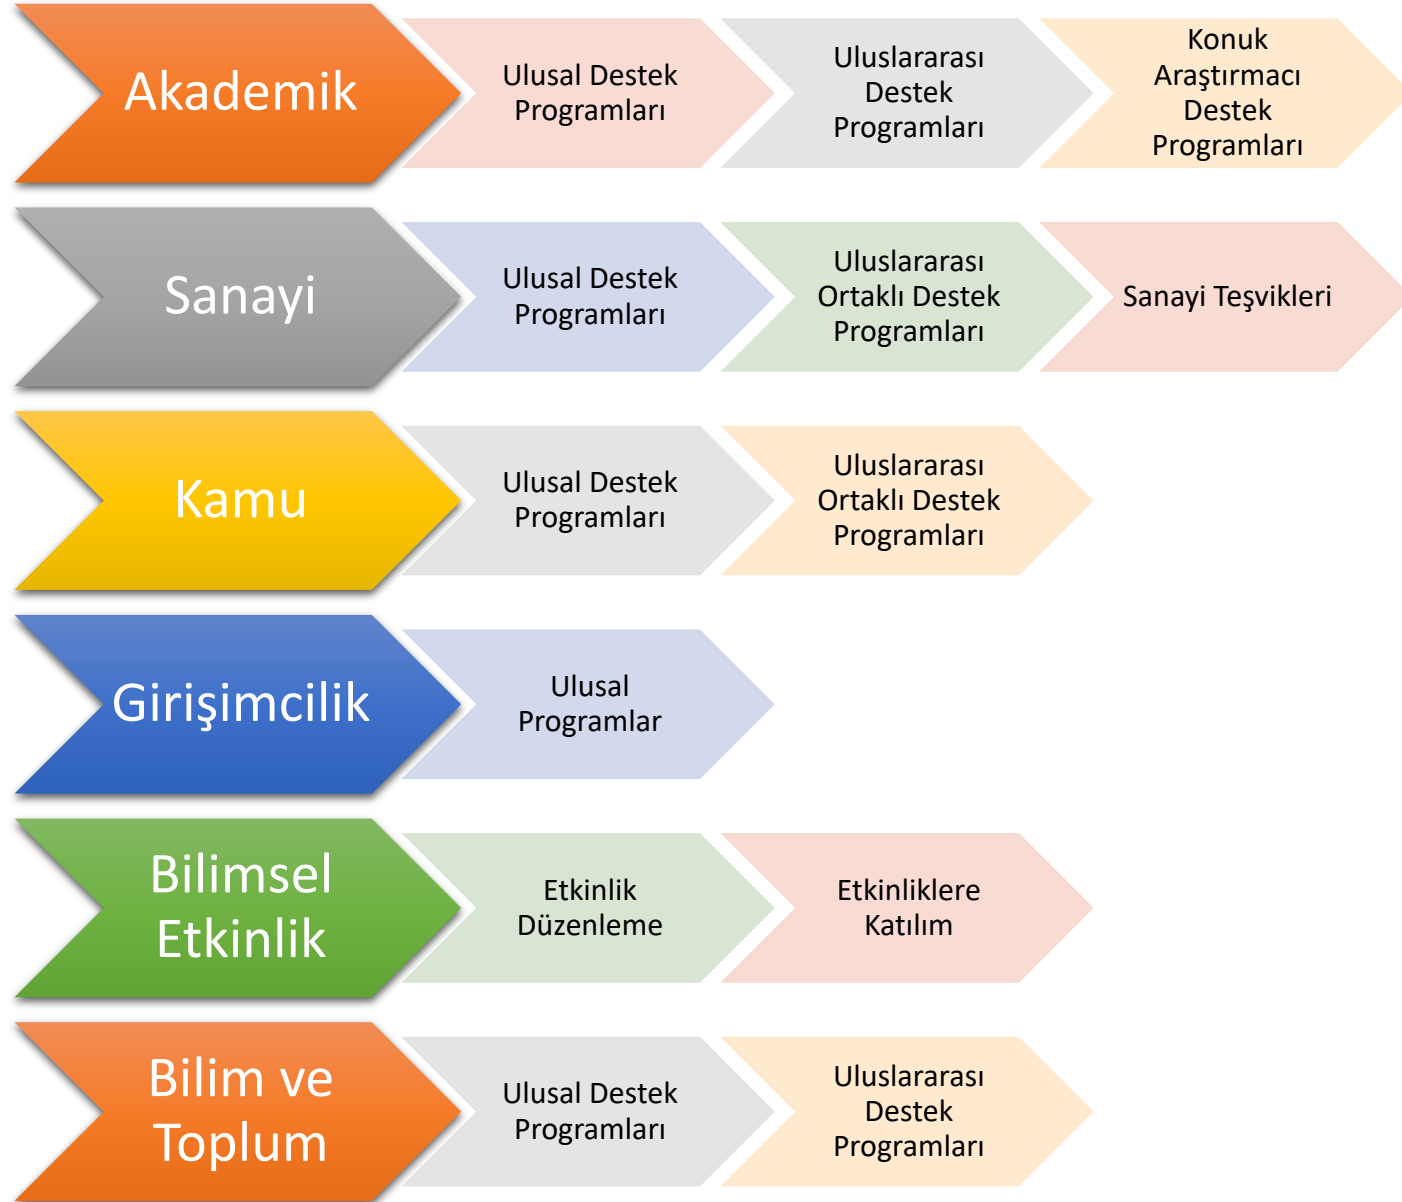 Akademik
Ulusal Destek
Programları
Uluslararası
Destek
Programları
Konuk
Araştırmacı
Destek
Programları
Sanayi
Ulusal Destek
Programları
Uluslararası
Ortaklı Destek
Programları
Sanayi Teşvikleri
Kamu
Ulusal Destek
Programları
Uluslararası
Ortaklı Destek
Programları
Girişimcilik
Ulusal
Programlar
Bilimsel
Etkinlik
Etkinlik
Düzenleme
Etkinliklere
Katılım
Bilim ve
Toplum
Ulusal Destek
Programları
Uluslararası
Destek
Programları